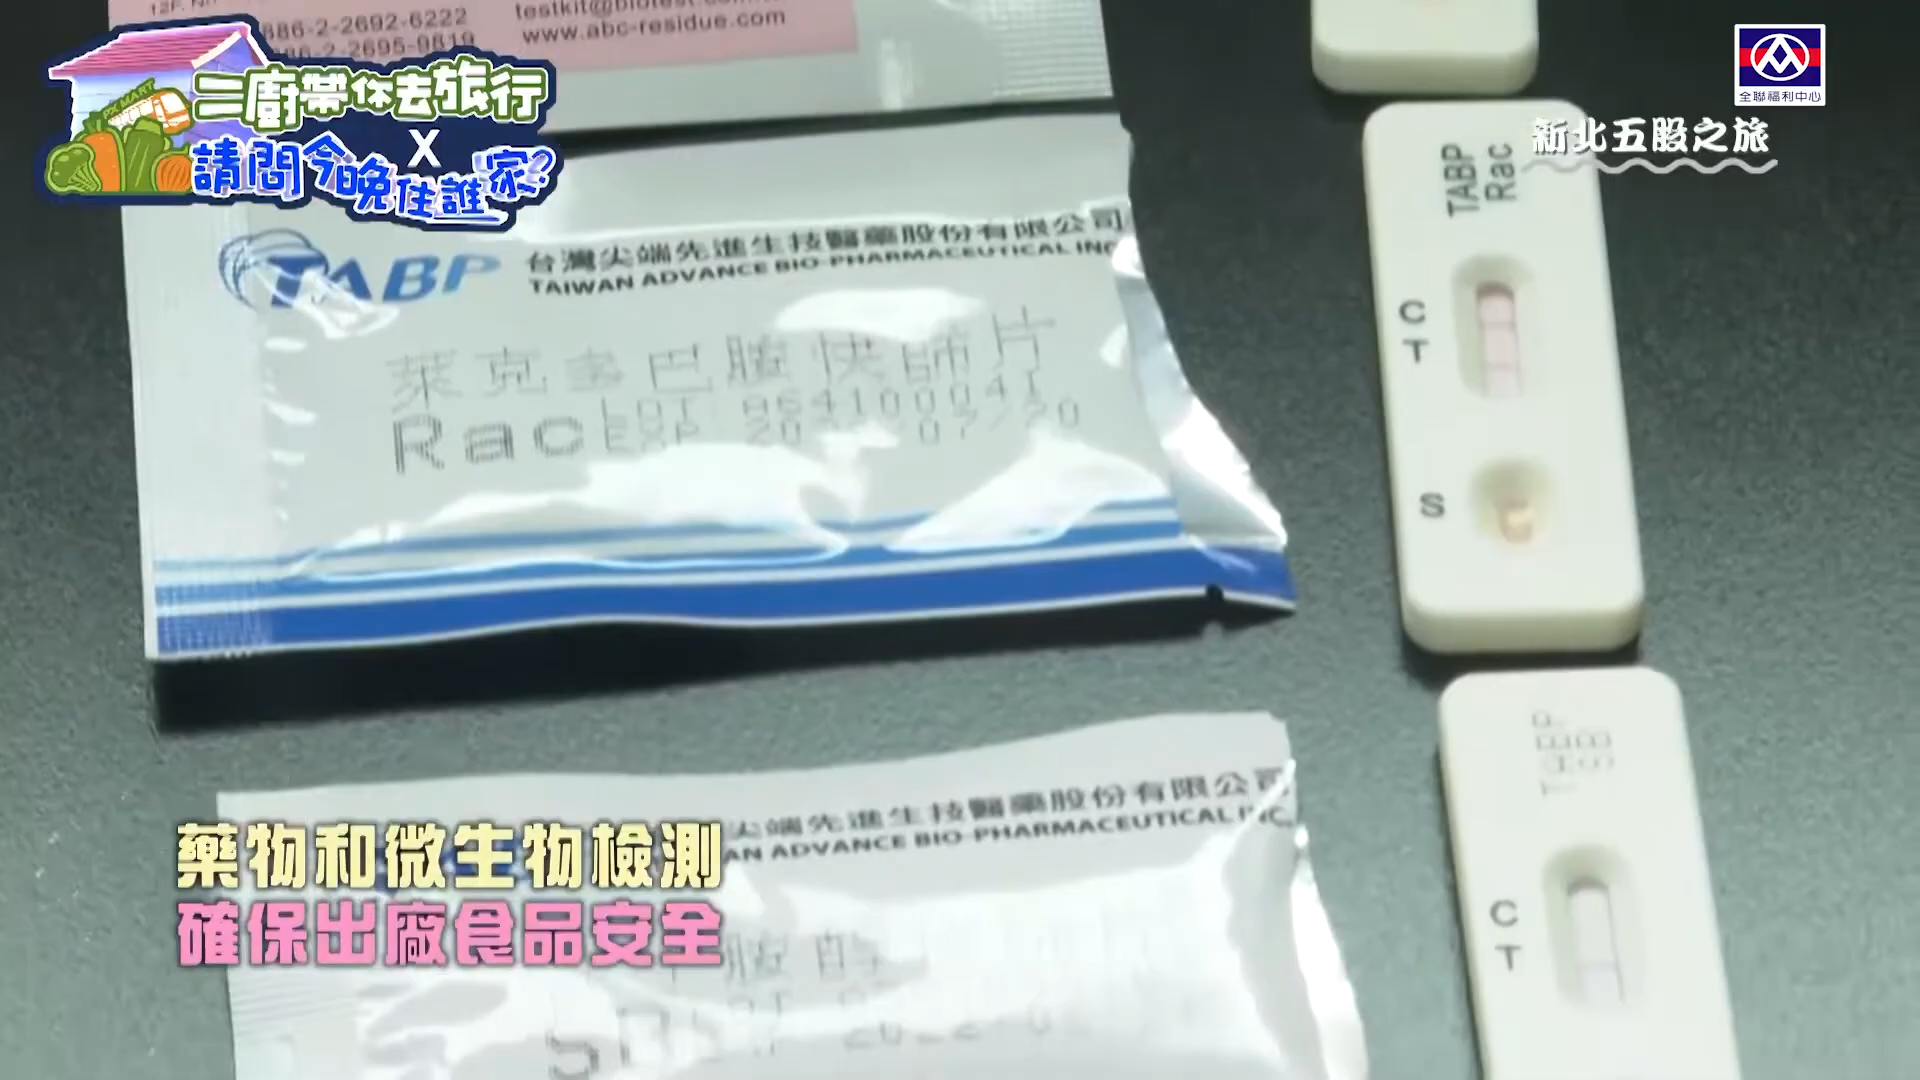 886-2-2692-6222
86-2-2695-9819
testkit@biotest.com
www.abc-residue.com
PX MART
二廚帶你去旅行
X
請問今晚住誰家?
全聯福利中心
新北五股之旅
TABP
台灣尖端先進生技醫藥股份有限公司
TAIWAN ADVANCE BIO-PHARMACEUTICAL INC
萊克多巴胺快篩片
Rac
TABP
Rac
C
T
S
尖端先進生技醫藥股份有限公司
AN ADVANCE BIO-PHARMACEUTICAL INC.
藥物和微生物檢測
確保出廠食品安全
C
T